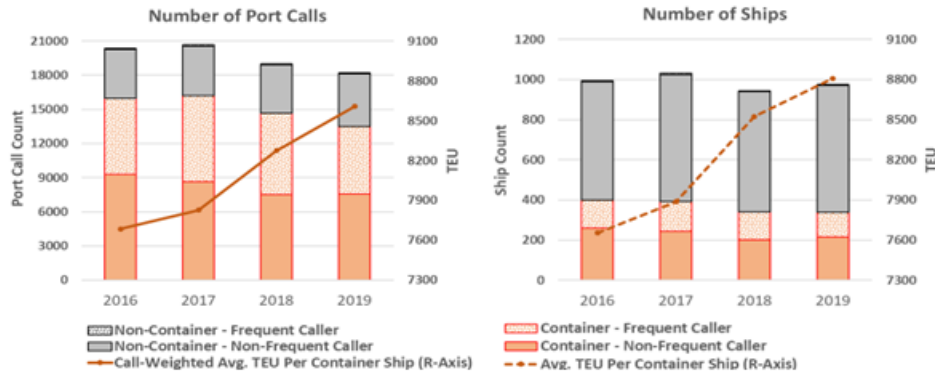 Number of Port Calls
Port Call Count
21000
18000
15000
12000
9000
6000
3000
0
9100
8800
8500
8200
7900
7600
7300
TEU
2016 2017 2018 2019
Number of Ships
Ship Count
1200
1000
800
600
400
200
0
9100
8800
8500
8200
7900
7600
7300
TEU
2016 2017 2018 2019
Non-Container - Frequent Caller
Non-Container - Non-Frequent Caller
Call-Weighted Avg. TEU Per Container Ship (R-Axis)
Container - Frequent Caller
Container - Non-Frequent Caller
Avg. TEU Per Container Ship (R-Axis)